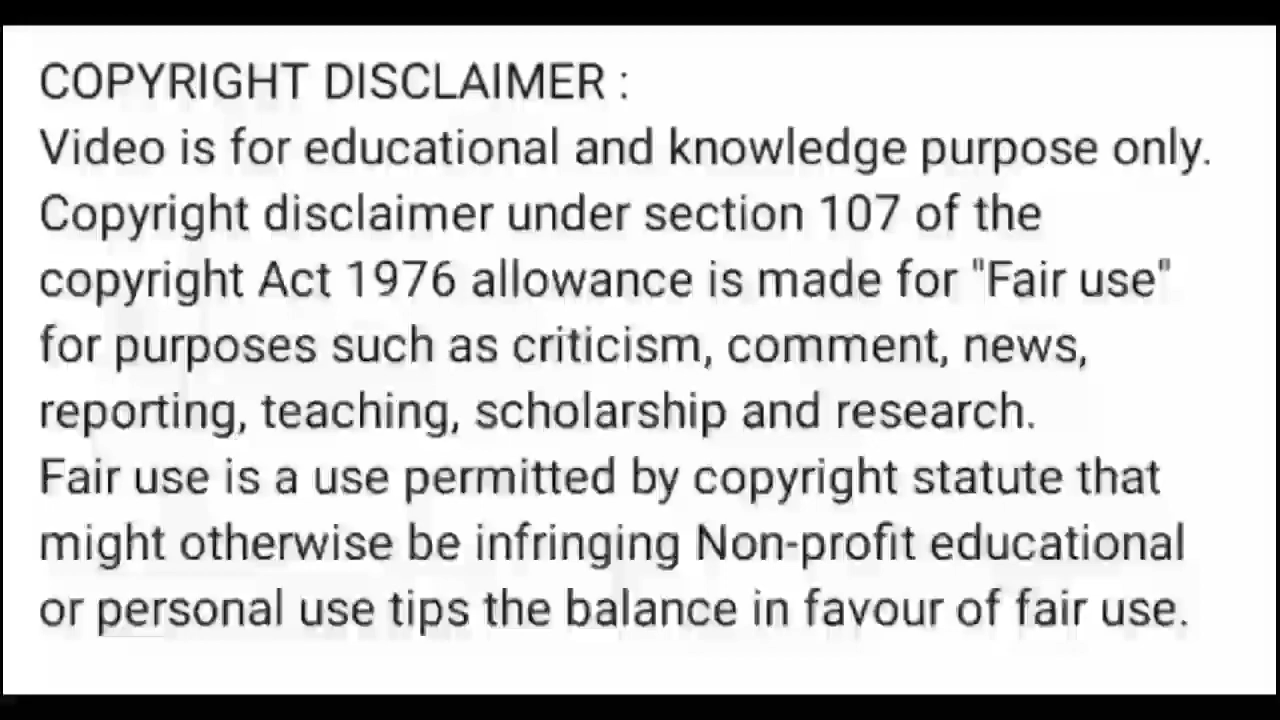 COPYRIGHT DISCLAIMER :
Video is for educational and knowledge purpose only.
Copyright disclaimer under section 107 of the
copyright Act 1976 allowance is made for "Fair use"
for purposes such as criticism, comment, news,
reporting, teaching, scholarship and research.
Fair use is a use permitted by copyright statute that
might otherwise be infringing Non-profit educational
or personal use tips the balance in favour of fair use.